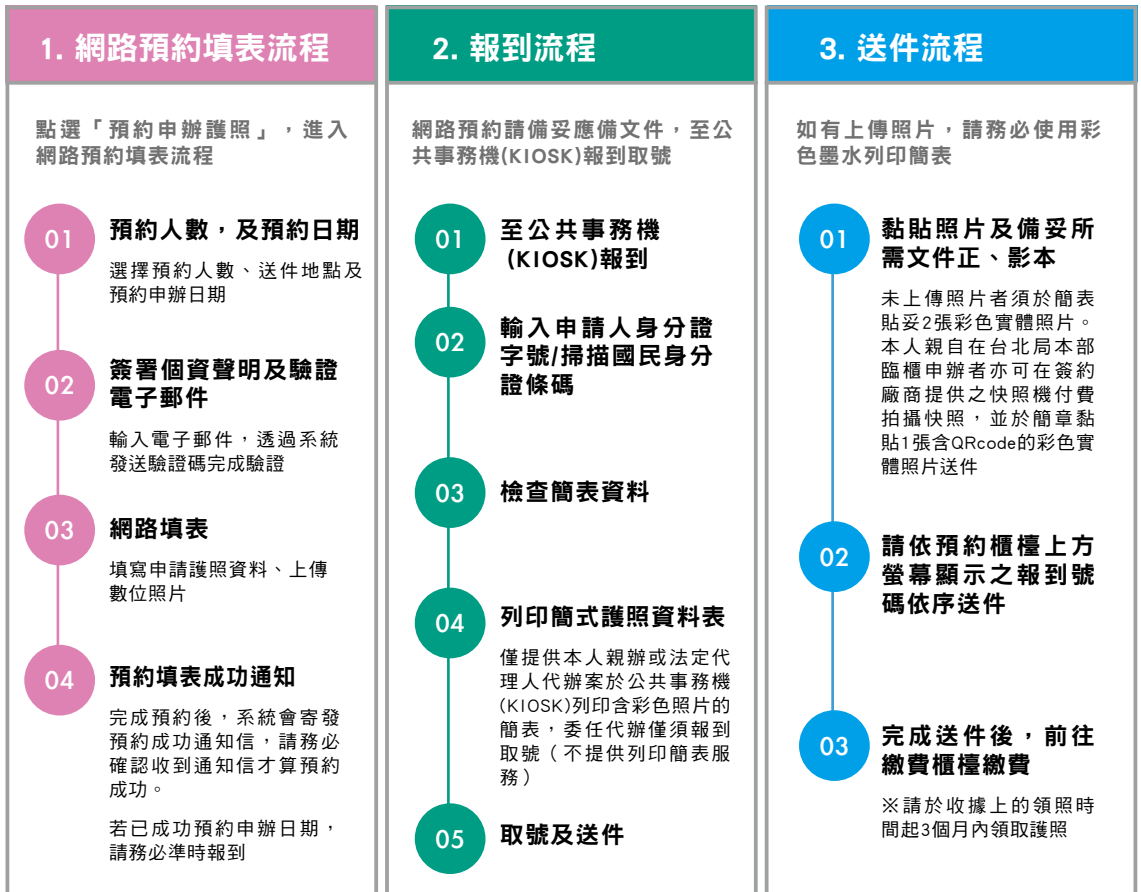 1. 網路預約填表流程
點選「預約申辦護照」，進入
網路預約填表流程
01
預約人數，及預約日期
選擇預約人數、送件地點及
預約申辦日期
02
簽署個資聲明及驗證
電子郵件
輸入電子郵件，透過系統
發送驗證碼完成驗證
03
網路填表
填寫申請護照資料、上傳
數位照片
04
預約填表成功通知
完成預約後，系統會寄發
預約成功通知信，請務必
確認收到通知信才算預約
成功。
若已成功預約申辦日期，
請務必準時報到
2. 報到流程
網路預約請備妥應備文件，至公
共事務機(KIOSK)報到取號
01
至公共事務機
(KIOSK)報到
02
輸入申請人身分證
字號/掃描國民身分
證條碼
03
檢查簡表資料
04
列印簡式護照資料表
僅提供本人親辦或法定代
理人代辦案於公共事務機
(KIOSK)列印含彩色照片的
簡表，委任代辦僅須報到
取號（不提供列印簡表服
務）
05
取號及送件
3. 送件流程
如有上傳照片，請務必使用彩
色墨水列印簡表
01
黏貼照片及備妥所
需文件正、影本
未上傳照片者須於簡表
貼妥2張彩色實體照片。
本人親自在台北局本部
臨櫃申辦者亦可在簽約
廠商提供之快照機付費
拍攝快照，並於簡章黏
貼1張含QRcode的彩色實
體照片送件
02
請依預約櫃檯上方
螢幕顯示之報到號
碼依序送件
03
完成送件後，前往
繳費櫃檯繳費
※請於收據上的領照時
間起3個月內領取護照